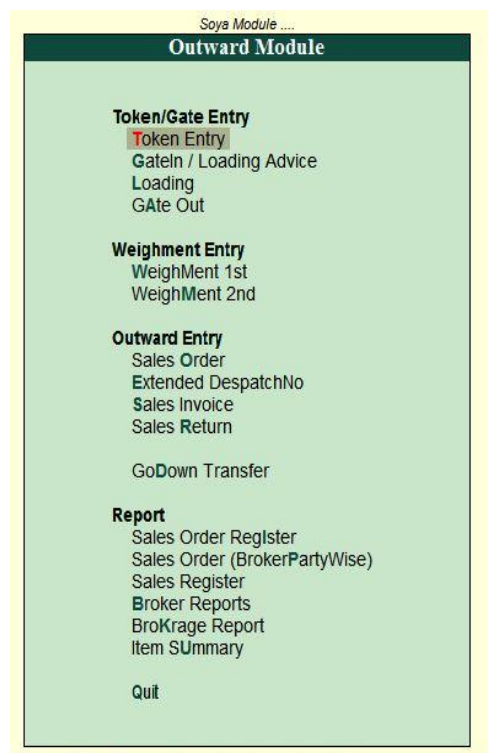 Soya Module ....
Outward Module
Token/Gate Entry
Token Entry
GateIn / Loading Advice
Loading
GAte Out
Weighment Entry
WeighMent 1st
WeighMent 2nd
Outward Entry
Sales Order
Extended DespatchNo
Sales Invoice
Sales Return
GoDown Transfer
Report
Sales Order RegIster
Sales Order (BrokerPartyWise)
Sales Register
Broker Reports
BroKrage Report
Item SUmmary
Quit